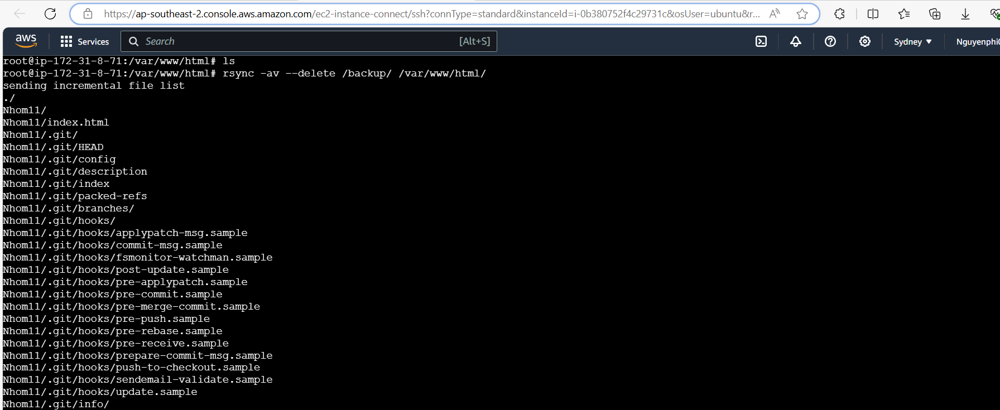 https://ap-southeast-2.console.aws.amazon.com/ec2-instance-connect/ssh?connType=standard&instanceId=i-0b380752f4c29731c&osUser=ubuntu&r...
aws Services Search [Alt+S] Sydney
root@ip-172-31-8-71:/var/www/html# ls
root@ip-172-31-8-71:/var/www/html# rsync -av --delete /backup/ /var/www/html/
sending incremental file list
./
Nhom11/
Nhom11/index.html
Nhom11/.git/
Nhom11/.git/HEAD
Nhom11/.git/config
Nhom11/.git/description
Nhom11/.git/index
Nhom11/.git/packed-refs
Nhom11/.git/branches/
Nhom11/.git/hooks/
Nhom11/.git/hooks/applypatch-msg.sample
Nhom11/.git/hooks/commit-msg.sample
Nhom11/.git/hooks/fsmonitor-watchman.sample
Nhom11/.git/hooks/post-update.sample
Nhom11/.git/hooks/pre-applypatch.sample
Nhom11/.git/hooks/pre-commit.sample
Nhom11/.git/hooks/pre-merge-commit.sample
Nhom11/.git/hooks/pre-push.sample
Nhom11/.git/hooks/pre-rebase.sample
Nhom11/.git/hooks/pre-receive.sample
Nhom11/.git/hooks/prepare-commit-msg.sample
Nhom11/.git/hooks/push-to-checkout.sample
Nhom11/.git/hooks/sendemail-validate.sample
Nhom11/.git/hooks/update.sample
Nhom11/.git/info/